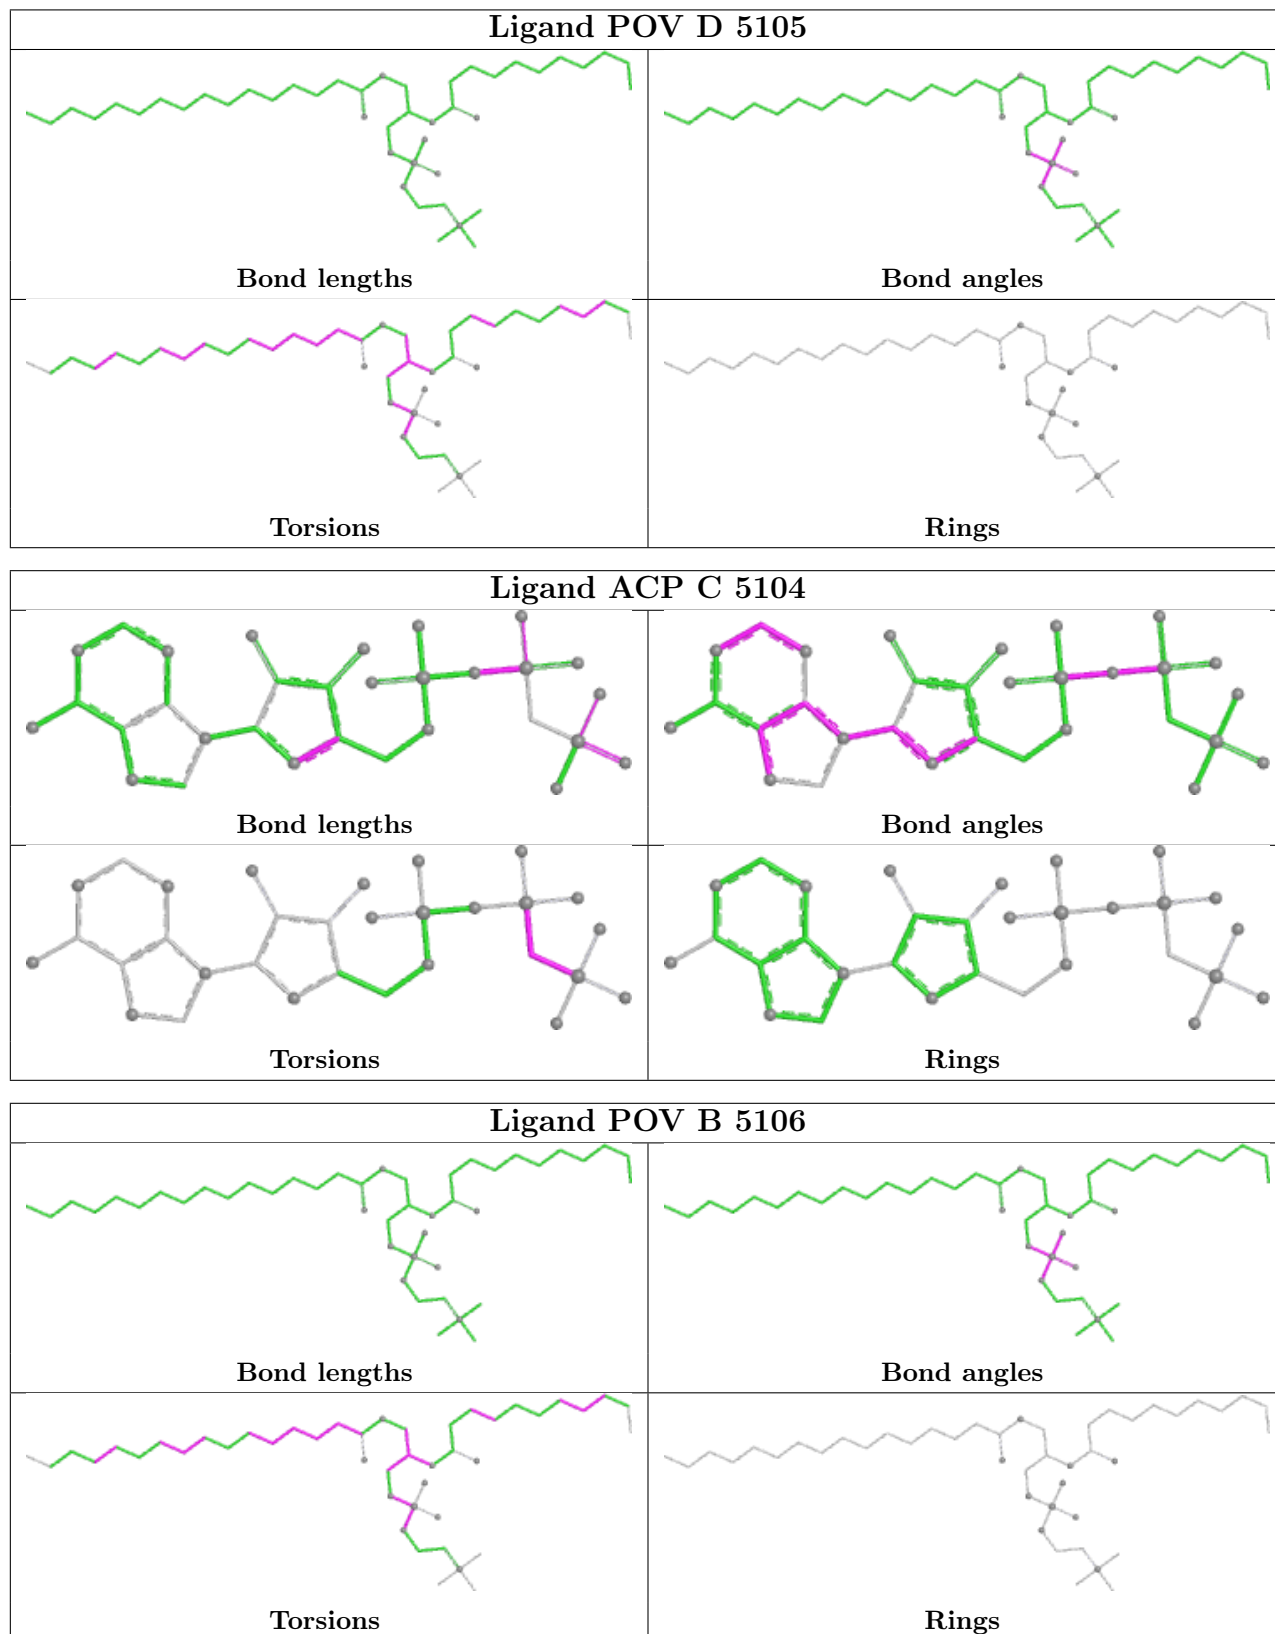 Ligand POV D 5105
Bond lengths
Bond angles
Torsions
Rings
Ligand ACP C 5104
Bond lengths
Bond angles
Torsions
Rings
Ligand POV B 5106
Bond lengths
Bond angles
Torsions
Rings